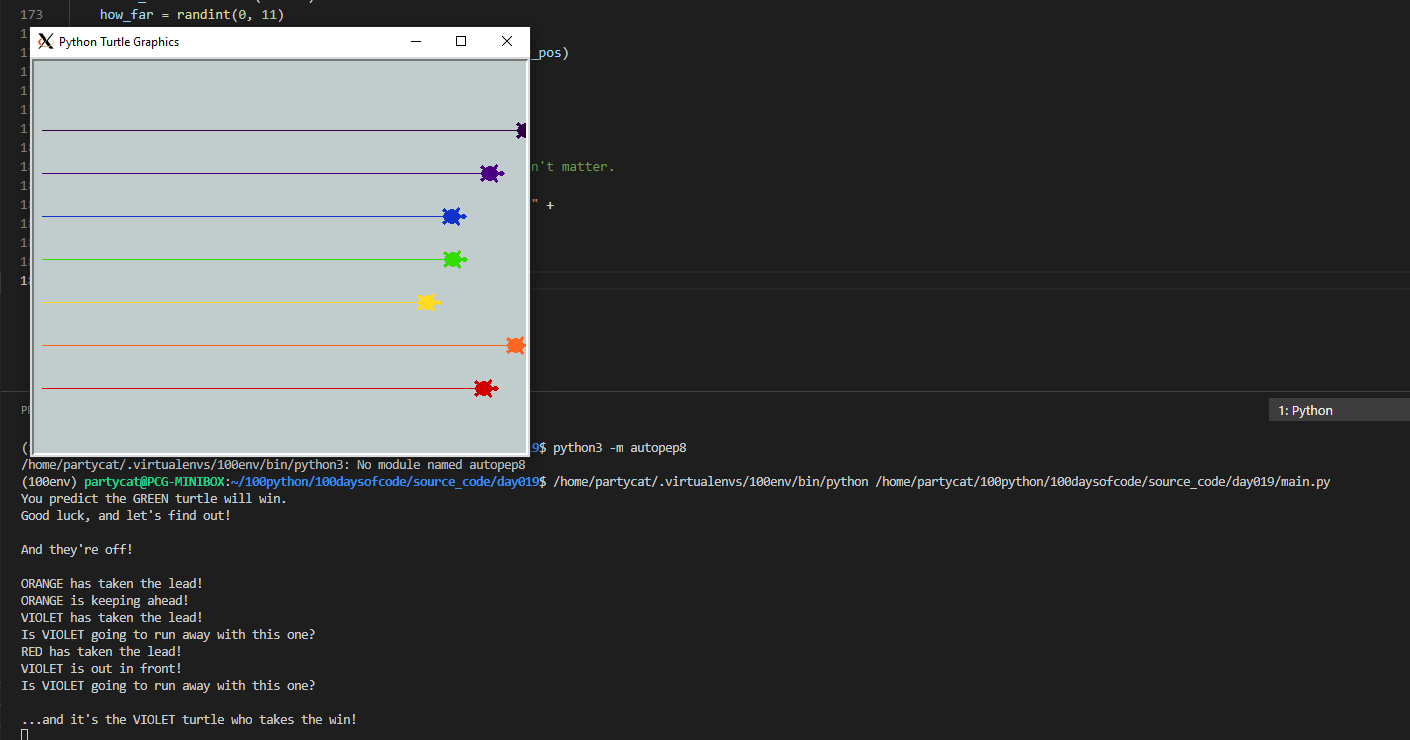 173 how_far = randint(0, 11)
Python Turtle Graphics
_pos)
n't matter.
" +
1: Python
9$ python3 -m autopep8
/home/partycat/.virtualenvs/100env/bin/python3: No module named autopep8
(100env) partycat@PCG-MINIBOX:~/100python/100daysofcode/source_code/day019$ /home/partycat/.virtualenvs/100env/bin/python /home/partycat/100python/100daysofcode/source_code/day019/main.py
You predict the GREEN turtle will win.
Good luck, and let's find out!
And they're off!
ORANGE has taken the lead!
ORANGE is keeping ahead!
VIOLET has taken the lead!
Is VIOLET going to run away with this one?
RED has taken the lead!
VIOLET is out in front!
Is VIOLET going to run away with this one?
...and it's the VIOLET turtle who takes the win!